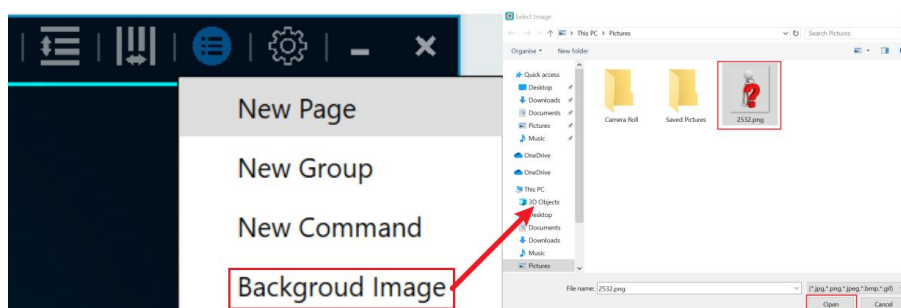 New Page
New Group
New Command
Backgroud Image
Select Image
This PC > Pictures
Search Pictures
Organise
New folder
Quick access
Desktop
Downloads
Documents
Pictures
Music
OneDrive
OneDrive
This PC
3D Objects
Desktop
Documents
Downloads
Music
Pictures
Camera Roll
Saved Pictures
2532.png
File name: 2532.png
(*.jpg,*.png,*.jpeg,*.bmp,*.gif)
Open
Cancel